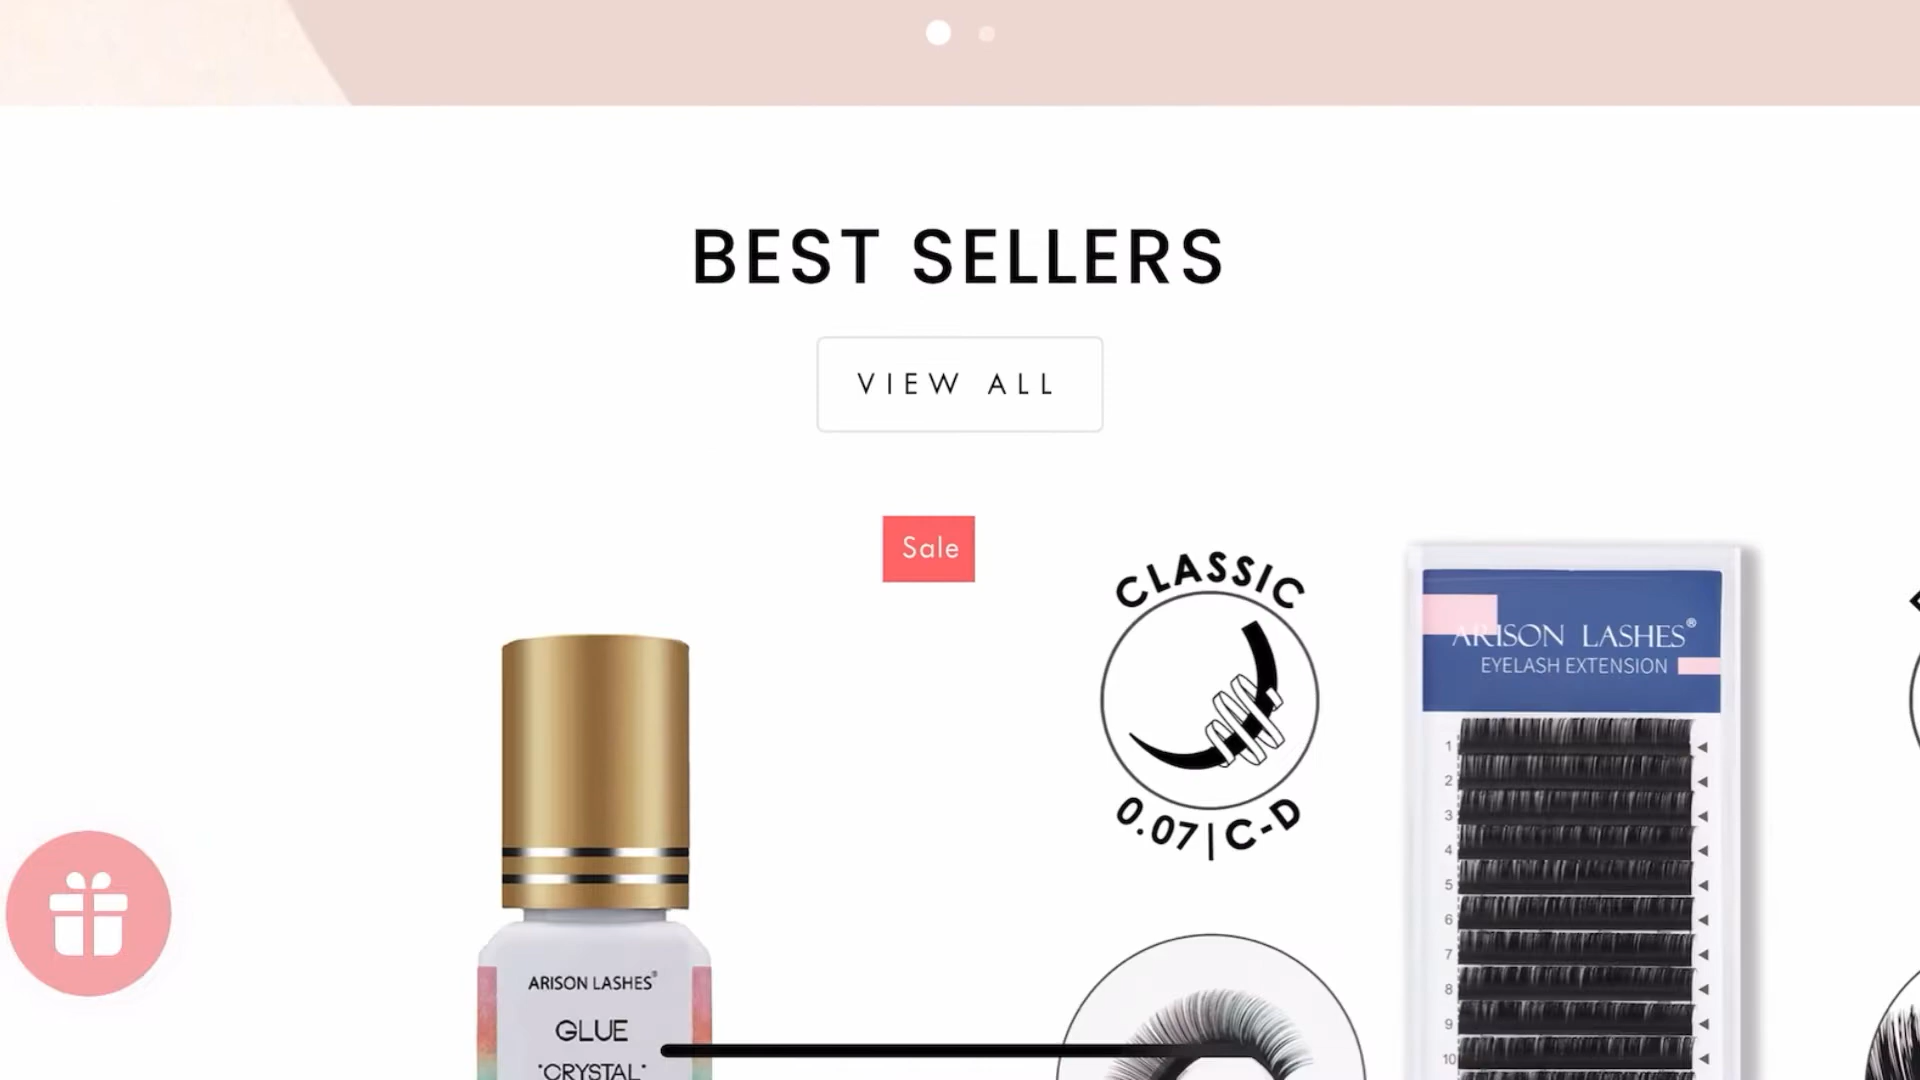 BEST SELLERS
VIEW ALL
Sale
CLASSIC
0.07|C-D
ARISON LASHES®
EYELASH EXTENSION
1
2
3
4
5
6
7
8
9
10
ARISON LASHES®
GLUE
"CRYSTAL"